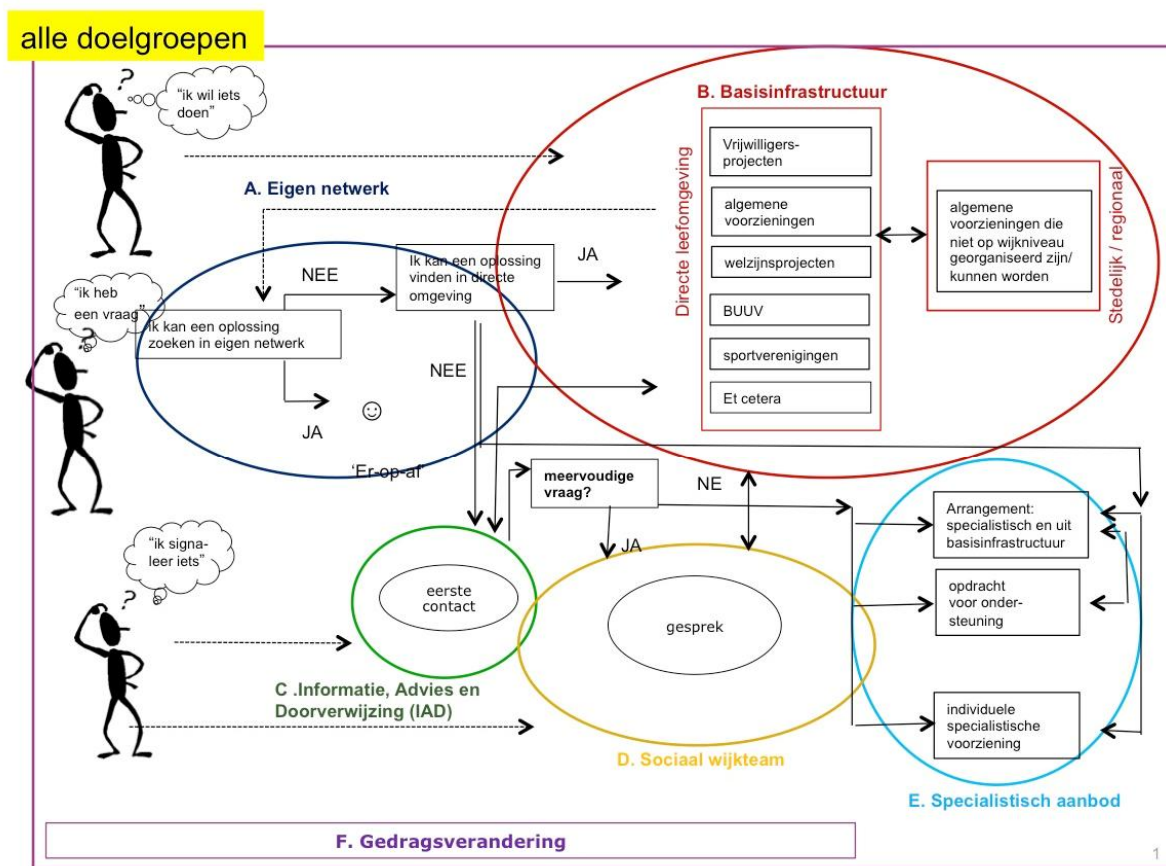 alle doelgroepen
?
“ik wil iets
doen”
B. Basisinfrastructuur
Directe leefomgeving
Vrijwilligers-
projecten
algemene
voorzieningen
welzijnsprojecten
BUUV
sportverenigingen
Et cetera
algemene
voorzieningen die
niet op wijkniveau
georganiseerd zijn/
kunnen worden
Stedelijk / regionaal
A. Eigen netwerk
NEE
Ik kan een oplossing
vinden in directe
omgeving
JA
?
“ik heb
een vraag”
Ik kan een oplossing
zoeken in eigen netwerk
NEE
JA
☺
‘Er-op-af’
meervoudige
vraag?
NE
JA
?
“ik signa-
leer iets”
eerste
contact
gesprek
Arrangement:
specialistisch en uit
basisinfrastructuur
opdracht
voor onder-
steuning
individuele
specialistische
voorziening
C .Informatie, Advies en
Doorverwijzing (IAD)
D. Sociaal wijkteam
E. Specialistisch aanbod
F. Gedragsverandering
1